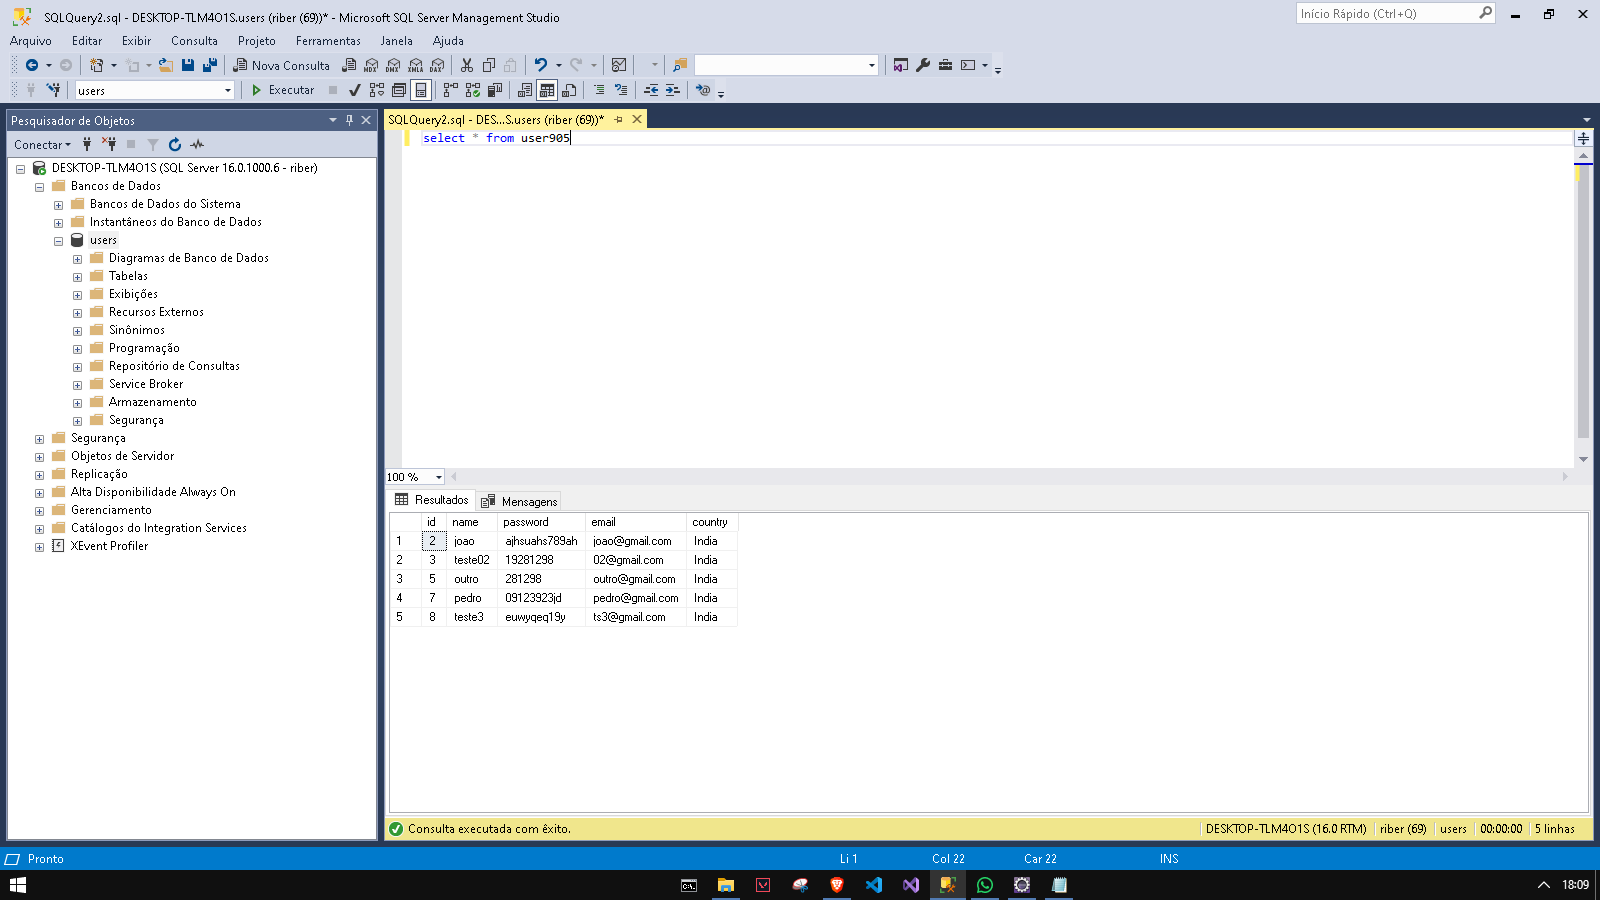 SQLQuery2.sql - DESKTOP-TLM4O1S.users (riber (69))* - Microsoft SQL Server Management Studio
Início Rápido (Ctrl+Q)
Arquivo Editar Exibir Consulta Projeto Ferramentas Janela Ajuda
Nova Consulta
MDX DMX XMLA DAX
users
Executar
Pesquisador de Objetos
SQLQuery2.sql - DES...S.users (riber (69))*
Conectar
select * from user905
DESKTOP-TLM4O1S (SQL Server 16.0.1000.6 - riber)
Bancos de Dados
Bancos de Dados do Sistema
Instantâneos do Banco de Dados
users
Diagramas de Banco de Dados
Tabelas
Exibições
Recursos Externos
Sinônimos
Programação
Repositório de Consultas
Service Broker
Armazenamento
Segurança
Segurança
Objetos de Servidor
Replicação
Alta Disponibilidade Always On
Gerenciamento
Catálogos do Integration Services
XEvent Profiler
100 %
Resultados Mensagens
id name password email country
1 2 joao ajhsuahs789ah joao@gmail.com India
2 3 teste02 19281298 02@gmail.com India
3 5 outro 281298 outro@gmail.com India
4 7 pedro 09123923jd pedro@gmail.com India
5 8 teste3 euwyqeq19y ts3@gmail.com India
Consulta executada com êxito.
DESKTOP-TLM4O1S (16.0 RTM) riber (69) users 00:00:00 5 linhas
Pronto Li 1 Col 22 Car 22 INS
18:09